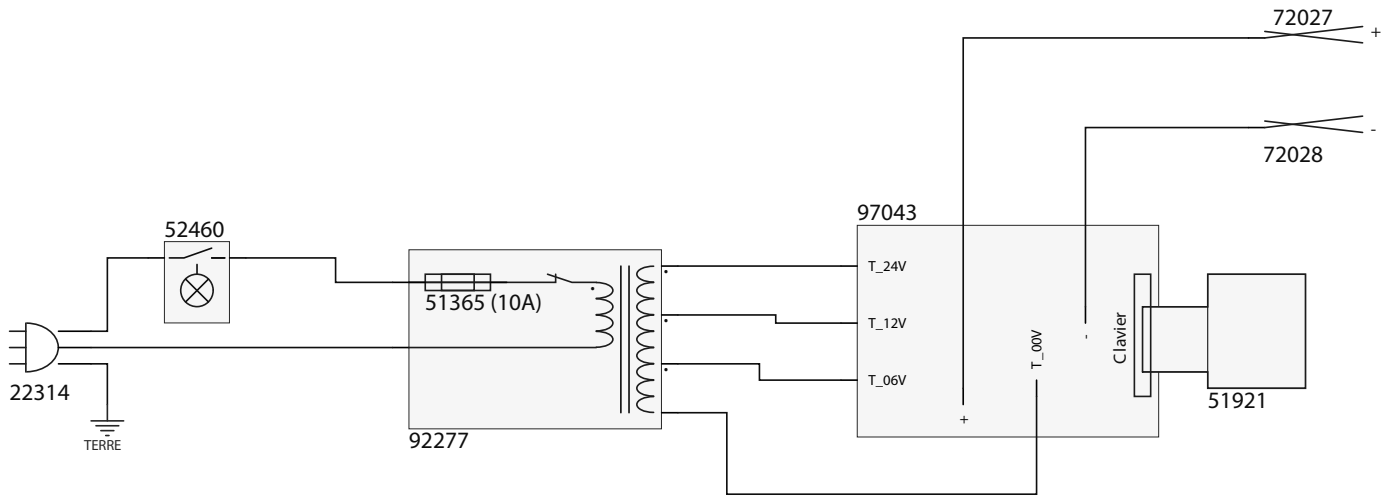 72027
+
-
72028
52460
97043
T_24V
51365 (10A)
T_12V
T_00V
-
Clavier
T_06V
22314
51921
+
TERRE
92277